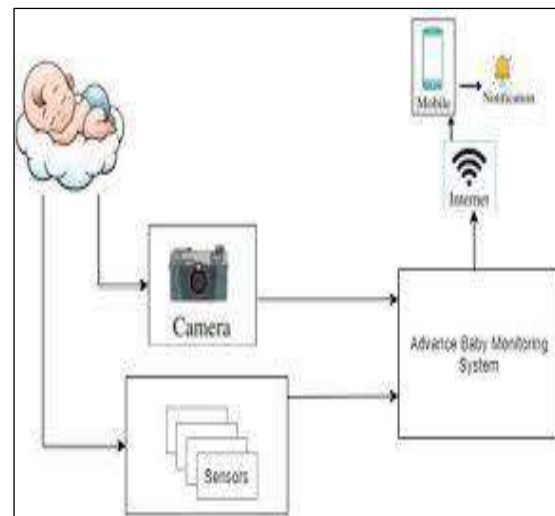 Mobile
Notification
Internet
Camera
Advance Baby Monitoring
System
Sensors